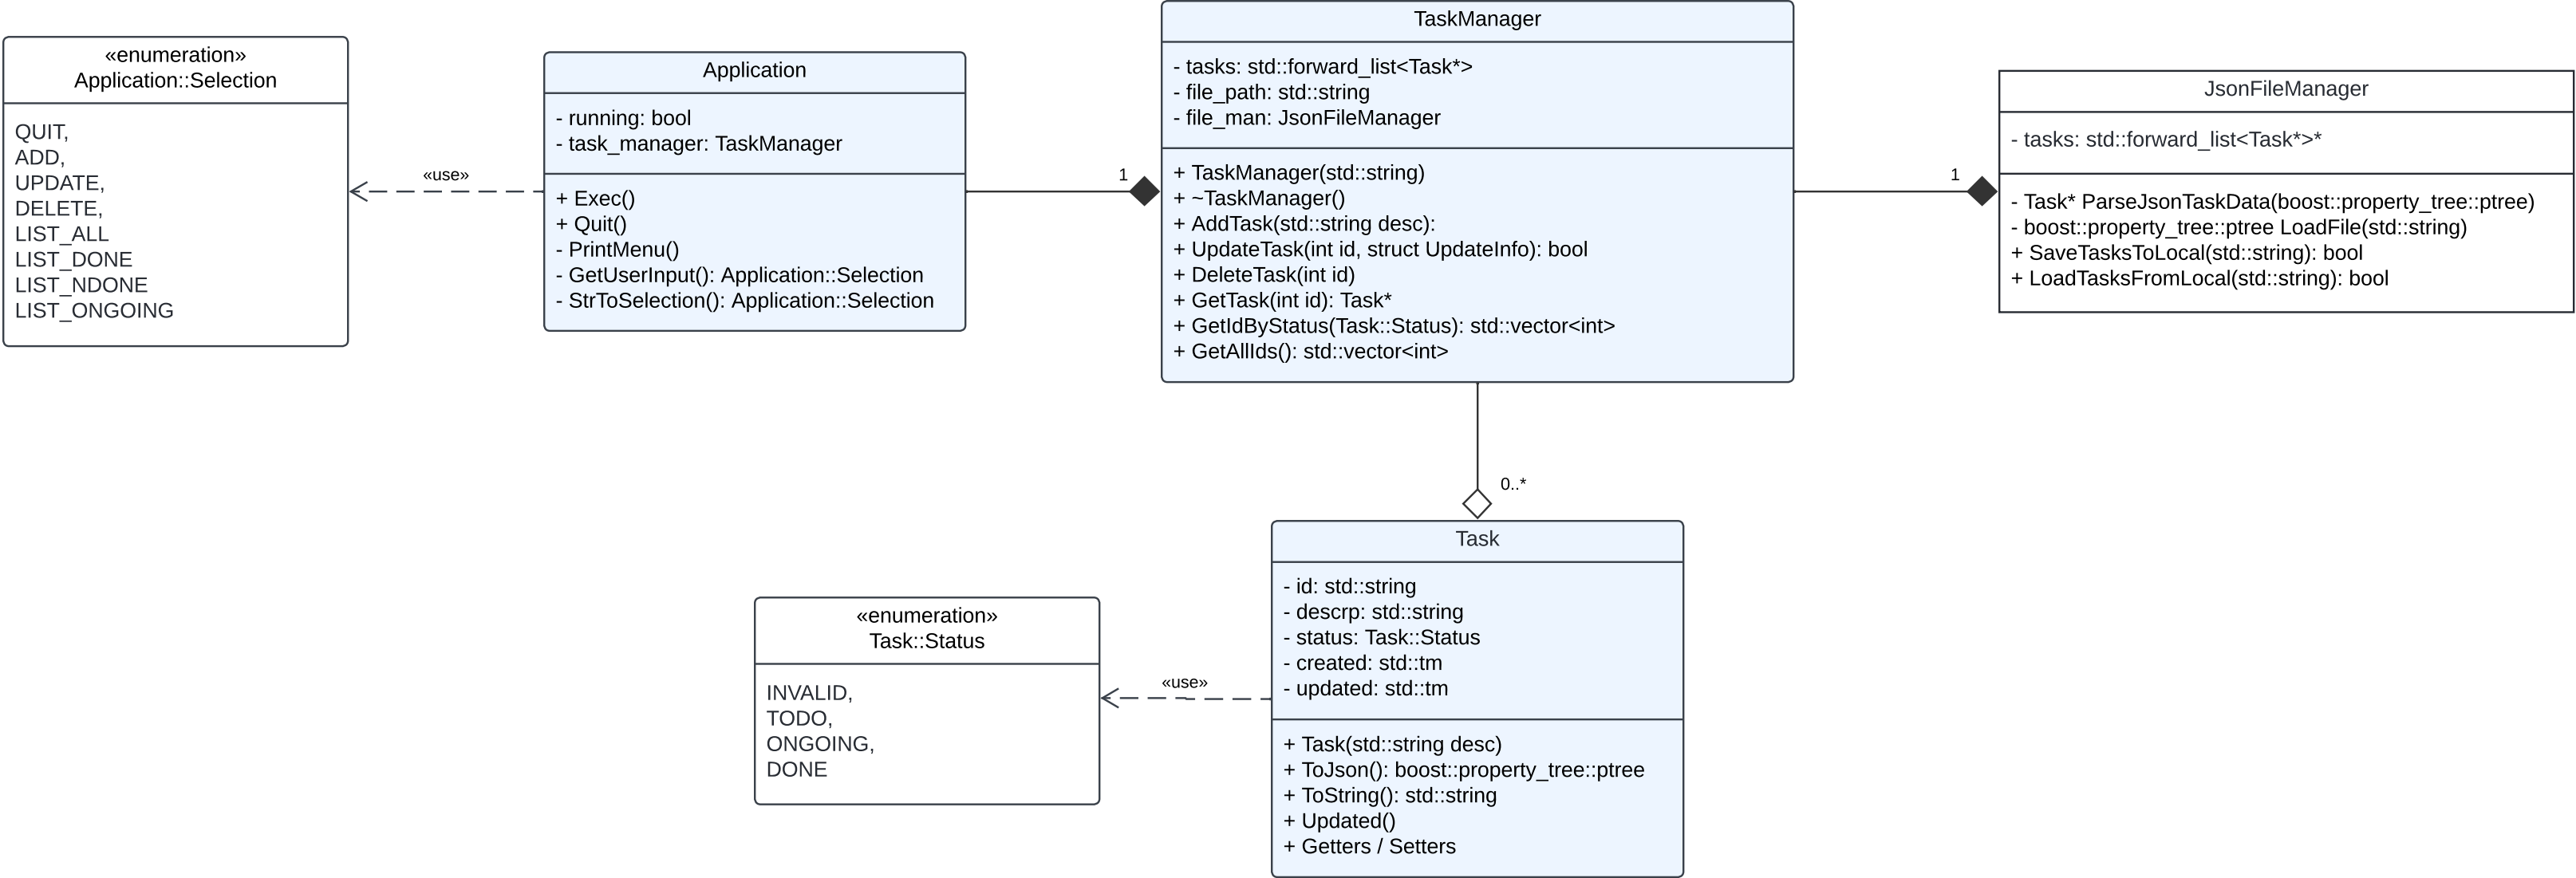 «enumeration»
Application::Selection
QUIT,
ADD,
UPDATE,
DELETE,
LIST_ALL
LIST_DONE
LIST_NDONE
LIST_ONGOING
«use»
Application
- running: bool
- task_manager: TaskManager
+ Exec()
+ Quit()
- PrintMenu()
- GetUserInput(): Application::Selection
- StrToSelection(): Application::Selection
1
TaskManager
- tasks: std::forward_list<Task*>
- file_path: std::string
- file_man: JsonFileManager
+ TaskManager(std::string)
+ ~TaskManager()
+ AddTask(std::string desc):
+ UpdateTask(int id, struct UpdateInfo): bool
+ DeleteTask(int id)
+ GetTask(int id): Task*
+ GetIdByStatus(Task::Status): std::vector<int>
+ GetAllIds(): std::vector<int>
1
JsonFileManager
- tasks: std::forward_list<Task*>*
- Task* ParseJsonTaskData(boost::property_tree::ptree)
- boost::property_tree::ptree LoadFile(std::string)
+ SaveTasksToLocal(std::string): bool
+ LoadTasksFromLocal(std::string): bool
0..*
«enumeration»
Task::Status
INVALID,
TODO,
ONGOING,
DONE
«use»
Task
- id: std::string
- descrp: std::string
- status: Task::Status
- created: std::tm
- updated: std::tm
+ Task(std::string desc)
+ ToJson(): boost::property_tree::ptree
+ ToString(): std::string
+ Updated()
+ Getters / Setters